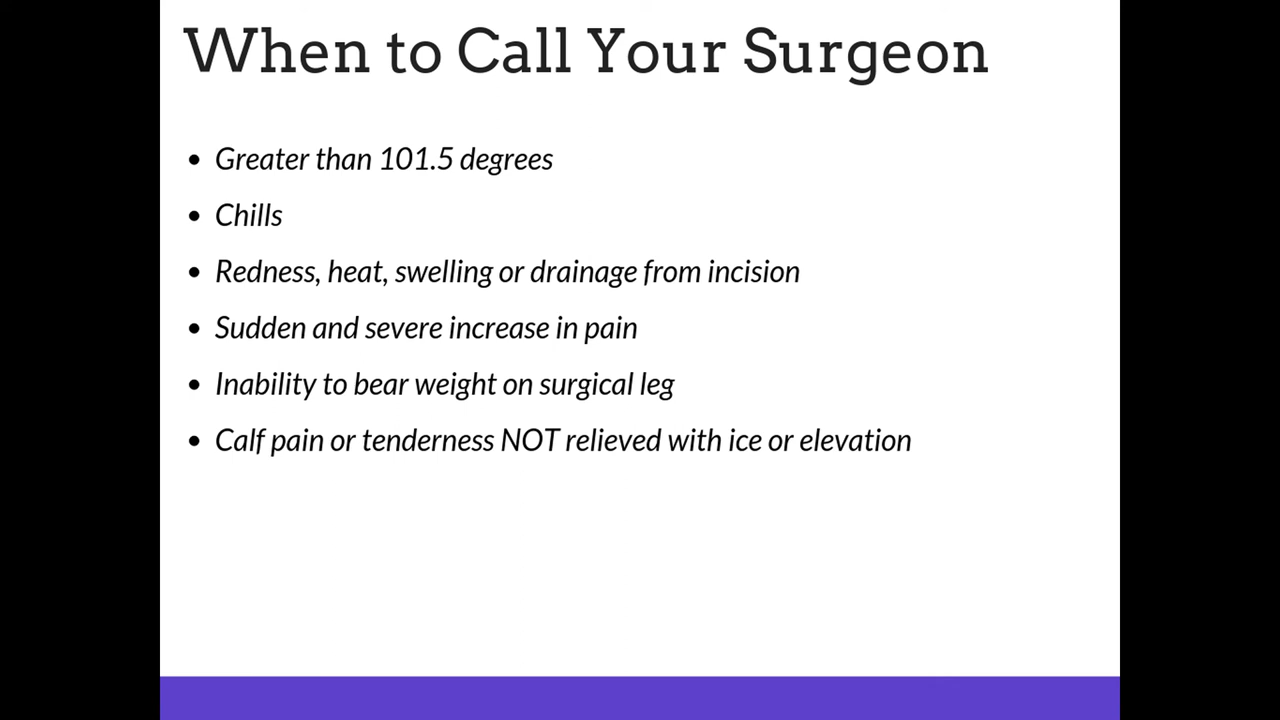 When to Call Your Surgeon
• Greater than 101.5 degrees
• Chills
• Redness, heat, swelling or drainage from incision
• Sudden and severe increase in pain
• Inability to bear weight on surgical leg
• Calf pain or tenderness NOT relieved with ice or elevation